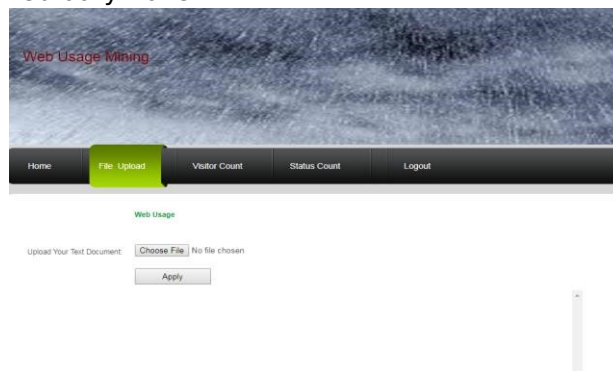 Web Usage Mining
Home File Upload Visitor Count Status Count Logout
Web Usage
Upload Your Text Document Choose File No file chosen
Apply